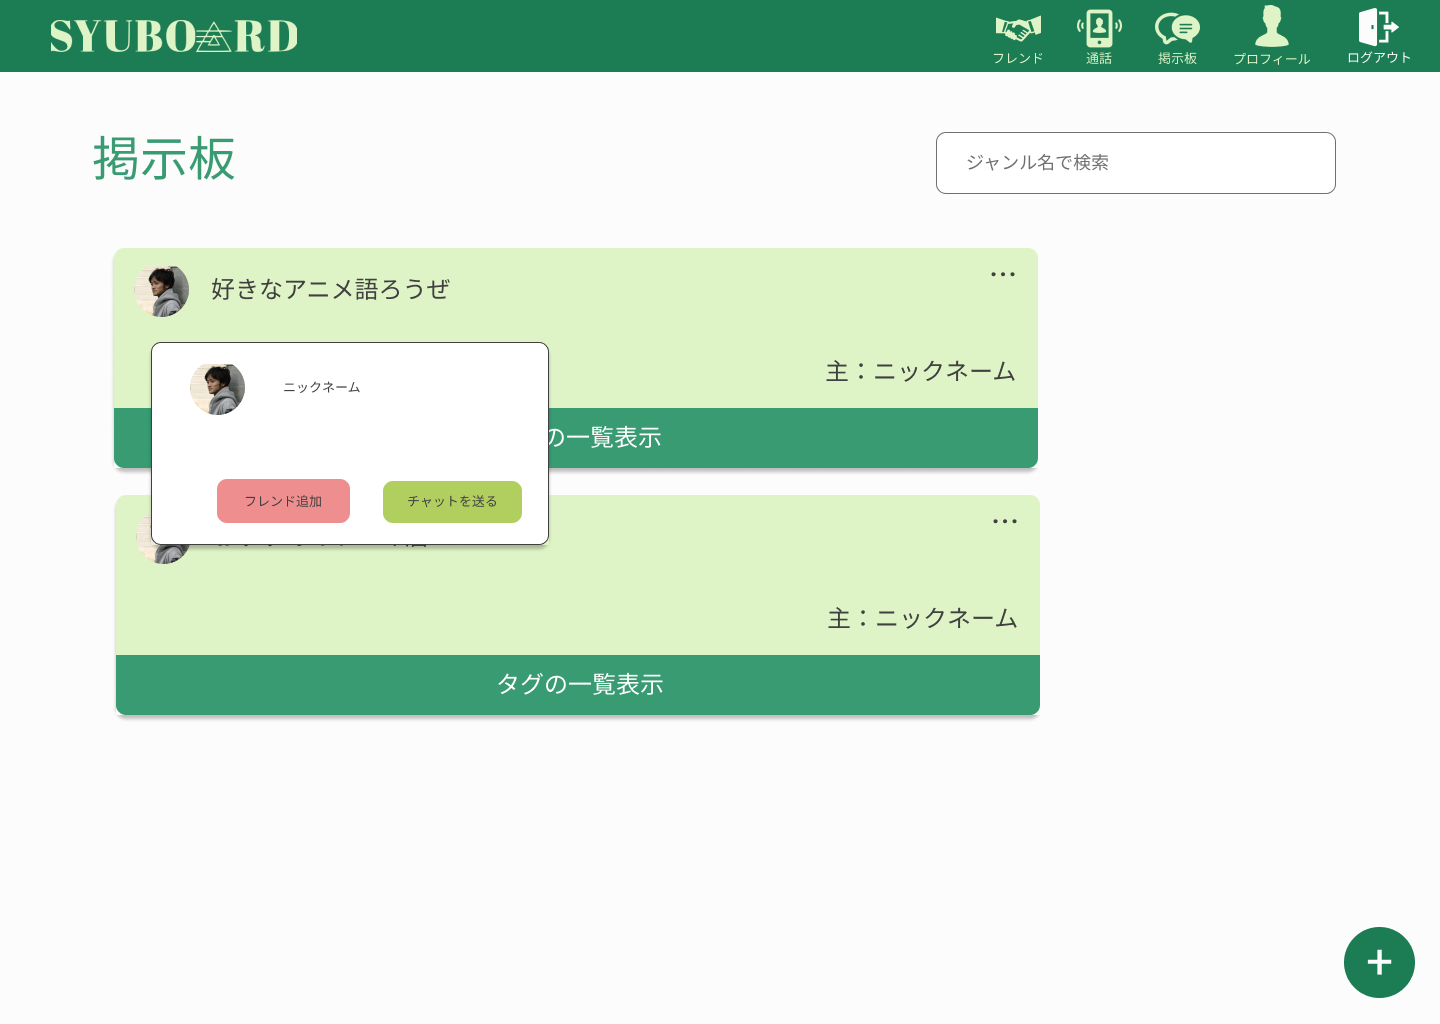 SYUBOARD
フレンド
通話
掲示板
プロフィール
ログアウト
掲示板
ジャンル名で検索
好きなアニメ語ろうぜ
主：ニックネーム
の一覧表示
ニックネーム
フレンド追加
チャットを送る
主：ニックネーム
タグの一覧表示